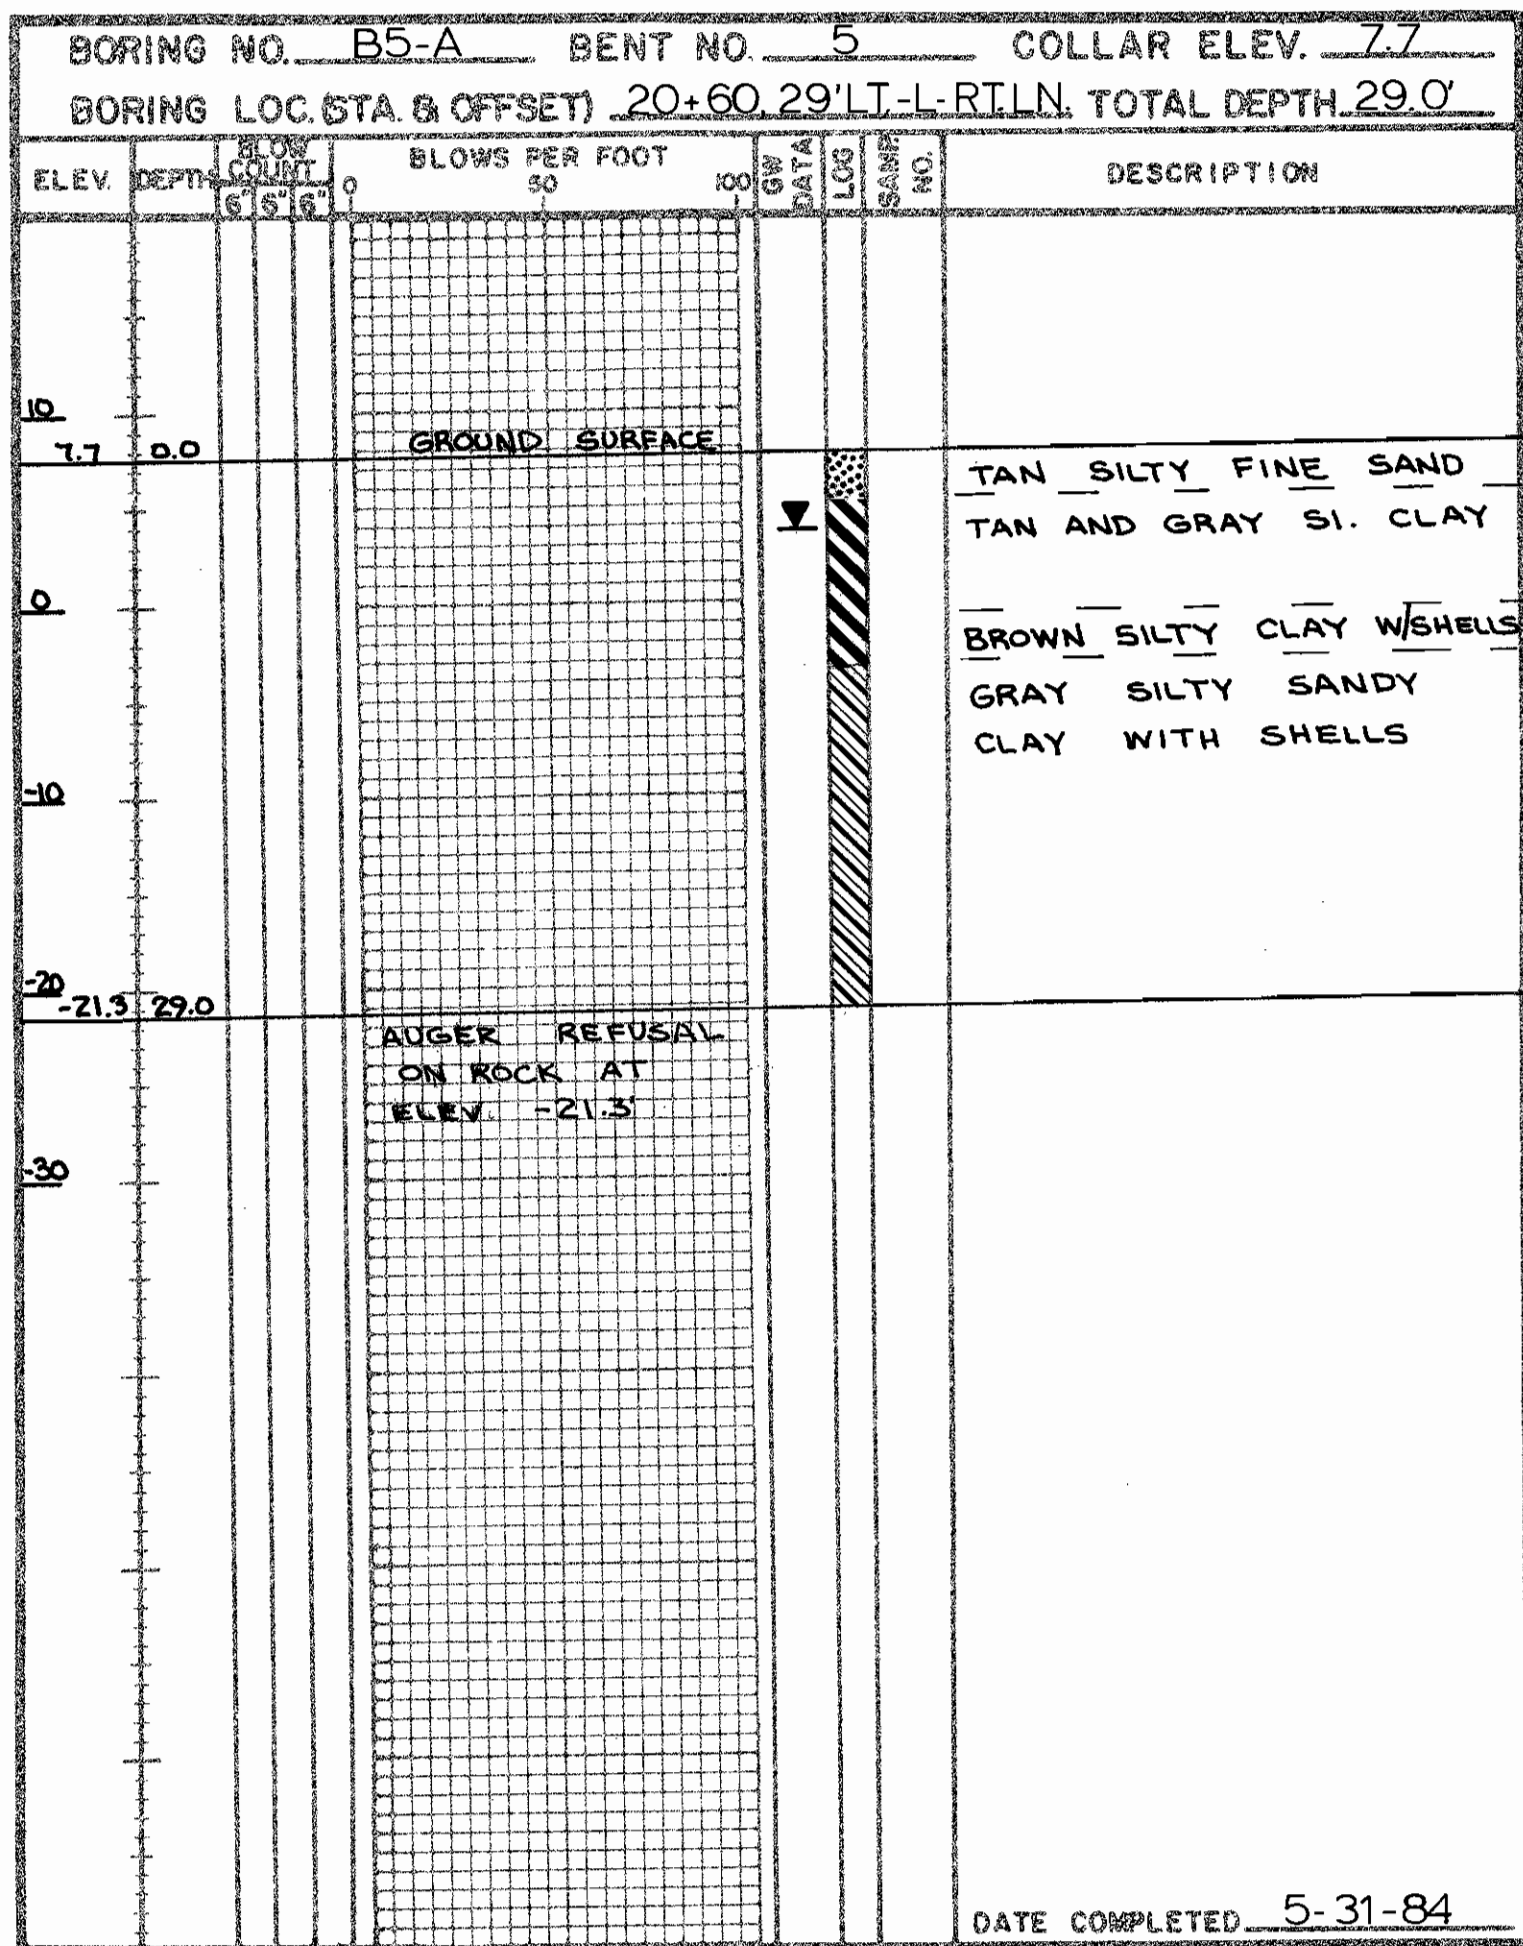 BORING NO. B5-A BENT NO. 5 COLLAR ELEV. 7.7
BORING LOC. (STA. & OFFSET) 20+60, 29'LT.-L-RT.LN. TOTAL DEPTH 29.0'
ELEV. DEPTH BLOW COUNT BLOWS PER FOOT GW DATA LOG SAMP. NO. DESCRIPTION
6" 6" 6" 0 50 100
10
7.7 0.0 GROUND SURFACE
TAN SILTY FINE SAND
TAN AND GRAY SI. CLAY
0
BROWN SILTY CLAY W/SHELLS
GRAY SILTY SANDY
CLAY WITH SHELLS
-10
-20
-21.3 29.0
AUGER REFUSAL
ON ROCK AT
ELEV. -21.3'
-30
DATE COMPLETED 5-31-84